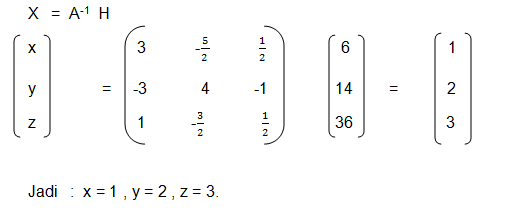 X = A⁻¹ H
x 3 -5/2 1/2 6 1
y = -3 4 -1 14 = 2
z 1 -3/2 1/2 36 3
Jadi : x = 1 , y = 2 , z = 3.